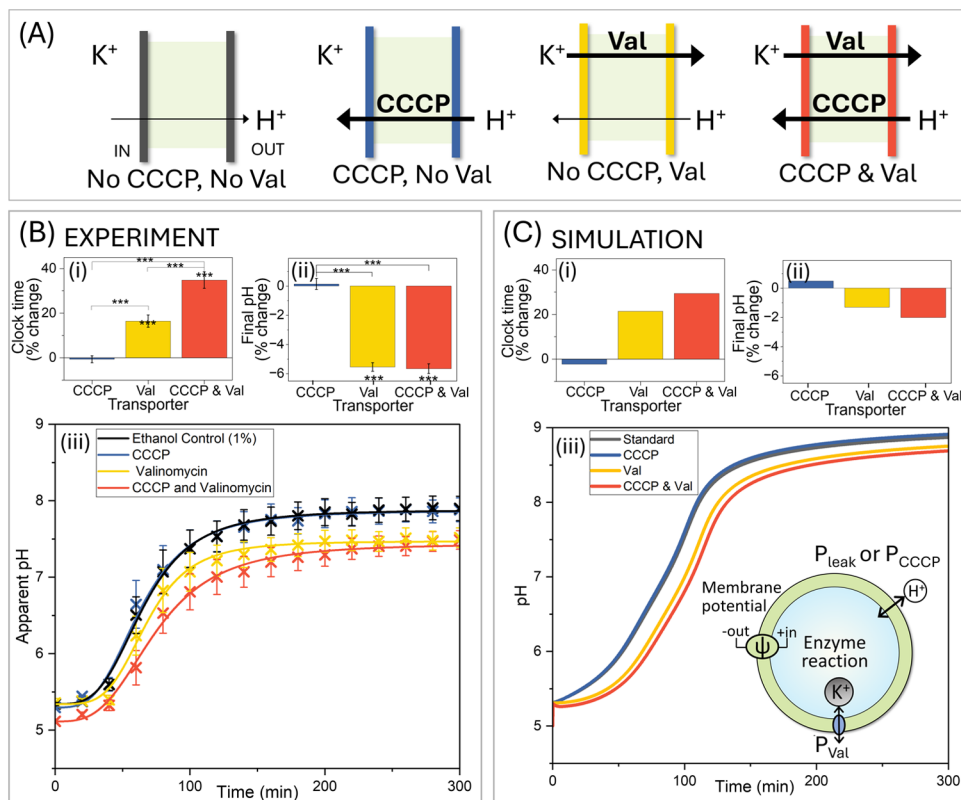 (A)
K⁺
H⁺
IN
OUT
No CCCP, No Val
K⁺
CCCP
H⁺
CCCP, No Val
Val
K⁺
H⁺
No CCCP, Val
Val
K⁺
CCCP
H⁺
CCCP & Val
(B) EXPERIMENT
(i)
Clock time
(% change)
40
20
0
***
***
***
***
***
CCCP Val CCCP & Val
Transporter
(ii)
Final pH
(% change)
0
−2
−4
−6
***
***
***
***
CCCP Val CCCP & Val
Transporter
(iii)
Ethanol Control (1%)
CCCP
Valinomycin
CCCP and Valinomycin
Apparent pH
9
8
7
6
5
0 100 200 300
Time (min)
(C) SIMULATION
(i)
Clock time
(% change)
40
20
0
CCCP Val CCCP & Val
Transporter
(ii)
Final pH
(% change)
0
−2
−4
−6
CCCP Val CCCP & Val
Transporter
(iii)
Standard
CCCP
Val
CCCP & Val
pH
9
8
7
6
5
0 100 200 300
Time (min)
P leak or P CCCP
H⁺
Membrane
potential
-out +in
Ψ
Enzyme
reaction
K⁺
P Val